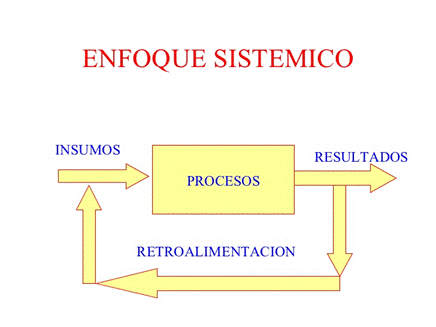 ENFOQUE SISTEMICO
INSUMOS
RESULTADOS
PROCESOS
RETROALIMENTACION